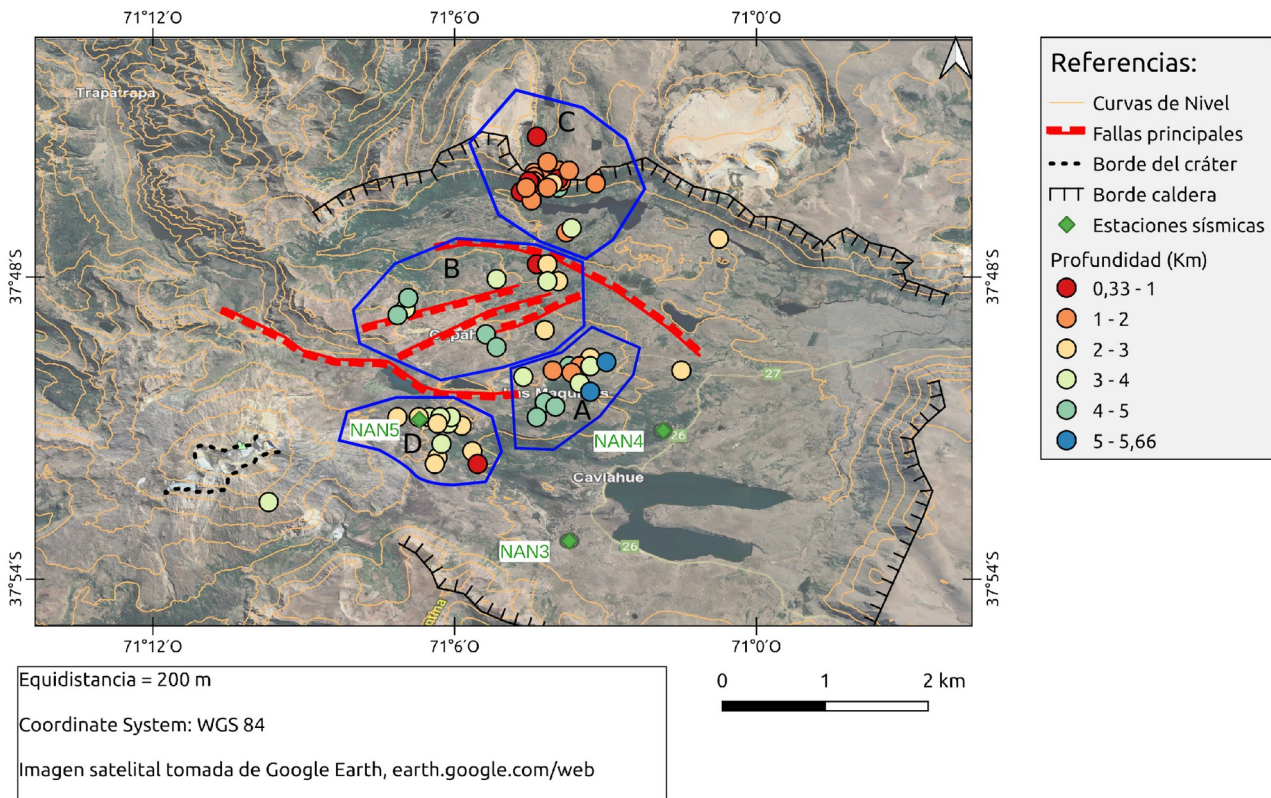 71°12´O
71°6´O
71°0´O
Trapatrapa
C
37°48´S
37°48´S
B
27
Las Maquinas
A
NAN5
D
NAN4
26
Caviahue
NAN3
26
37°54´S
37°54´S
71°12´O
71°6´O
71°0´O
Referencias:
Curvas de Nivel
Fallas principales
Borde del cráter
Borde caldera
Estaciones sísmicas
Profundidad (Km)
0,33 - 1
1 - 2
2 - 3
3 - 4
4 - 5
5 - 5,66
Equidistancia = 200 m
Coordinate System: WGS 84
Imagen satelital tomada de Google Earth, earth.google.com/web
0
1
2 km